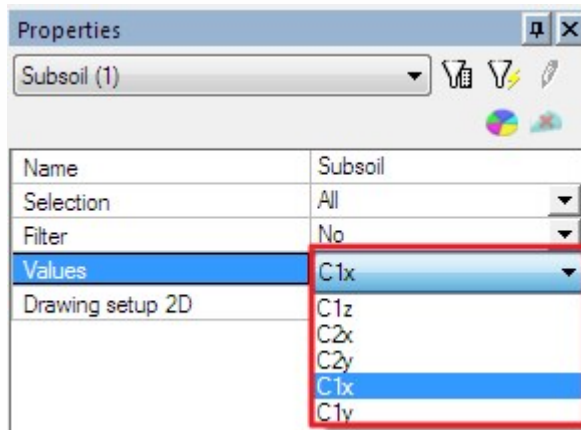 Properties
Subsoil (1)
Name Subsoil
Selection All
Filter No
Values C1x
Drawing setup 2D
C1z
C2x
C2y
C1x
C1y